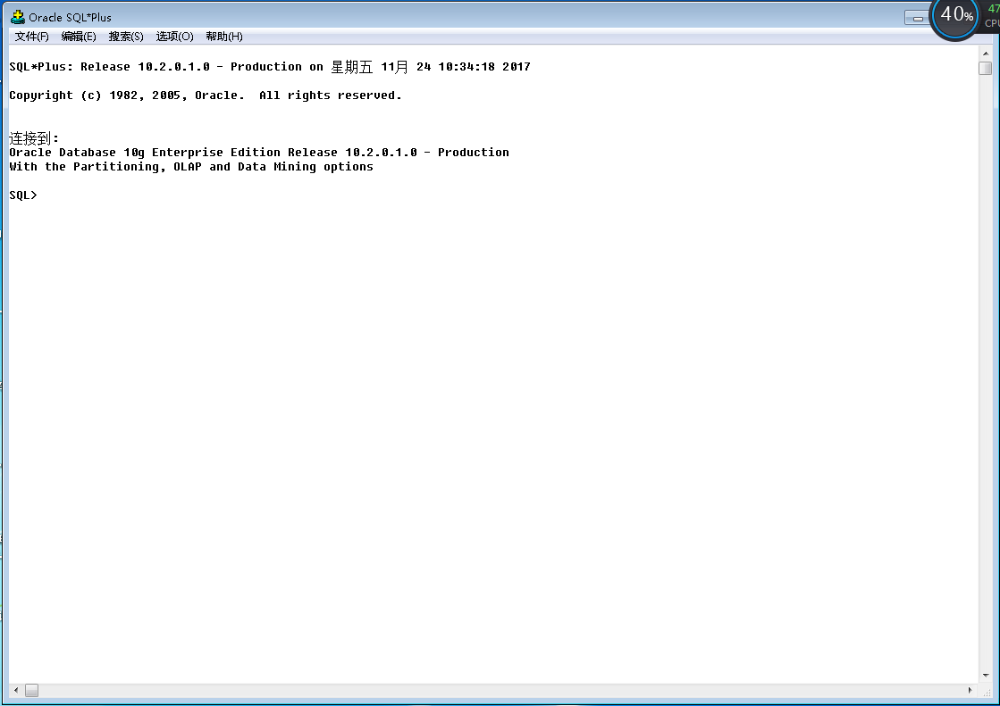 Oracle SQL*Plus
40%
47
CPU
文件(F) 编辑(E) 搜索(S) 选项(O) 帮助(H)
SQL*Plus: Release 10.2.0.1.0 - Production on 星期五 11月 24 10:34:18 2017
Copyright (c) 1982, 2005, Oracle.  All rights reserved.
连接到:
Oracle Database 10g Enterprise Edition Release 10.2.0.1.0 - Production
With the Partitioning, OLAP and Data Mining options
SQL>